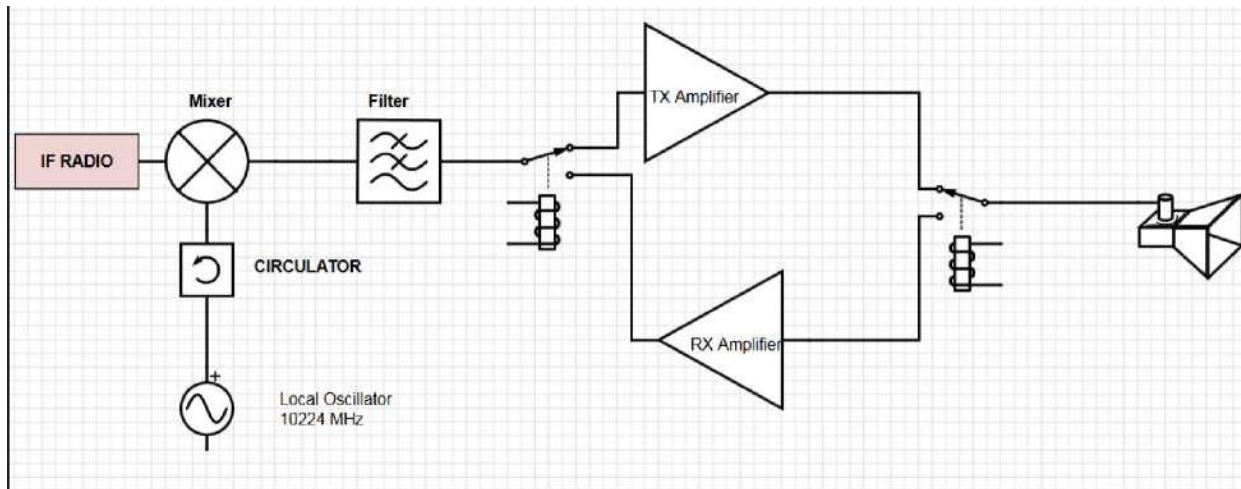 Mixer
Filter
TX Amplifier
IF RADIO
CIRCULATOR
RX Amplifier
+
Local Oscillator
10224 MHz